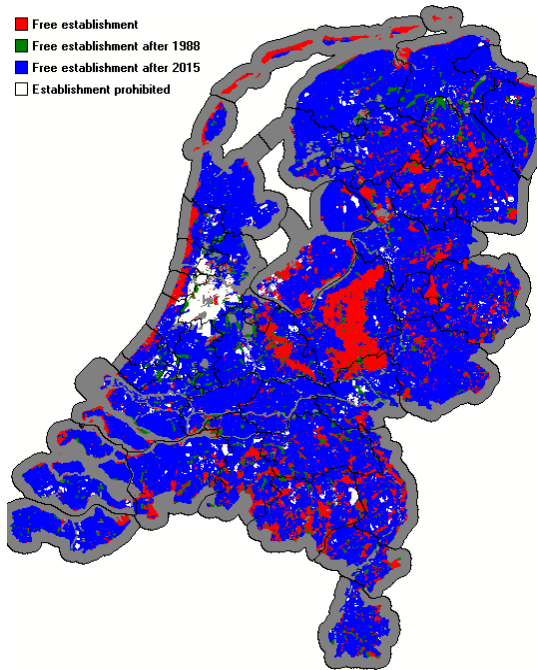 Free establishment
Free establishment after 1988
Free establishment after 2015
Establishment prohibited